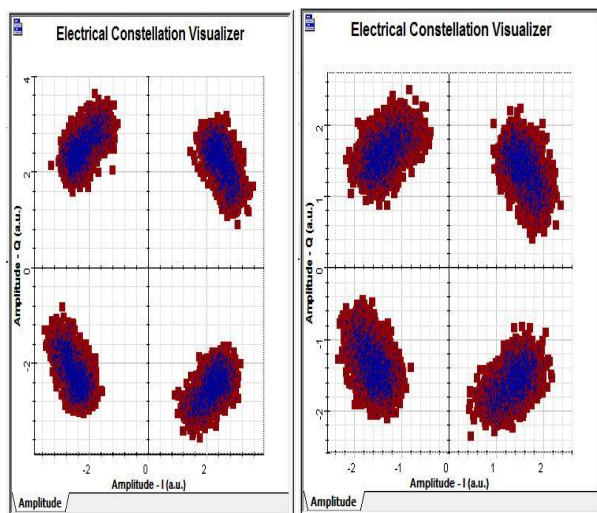 Electrical Constellation Visualizer
Amplitude - Q (a.u.)
4
2
0
-2
-2
0
2
Amplitude - I (a.u.)
Amplitude
Electrical Constellation Visualizer
Amplitude - Q (a.u.)
2
1
0
-1
-2
-2
-1
0
1
2
Amplitude - I (a.u.)
Amplitude